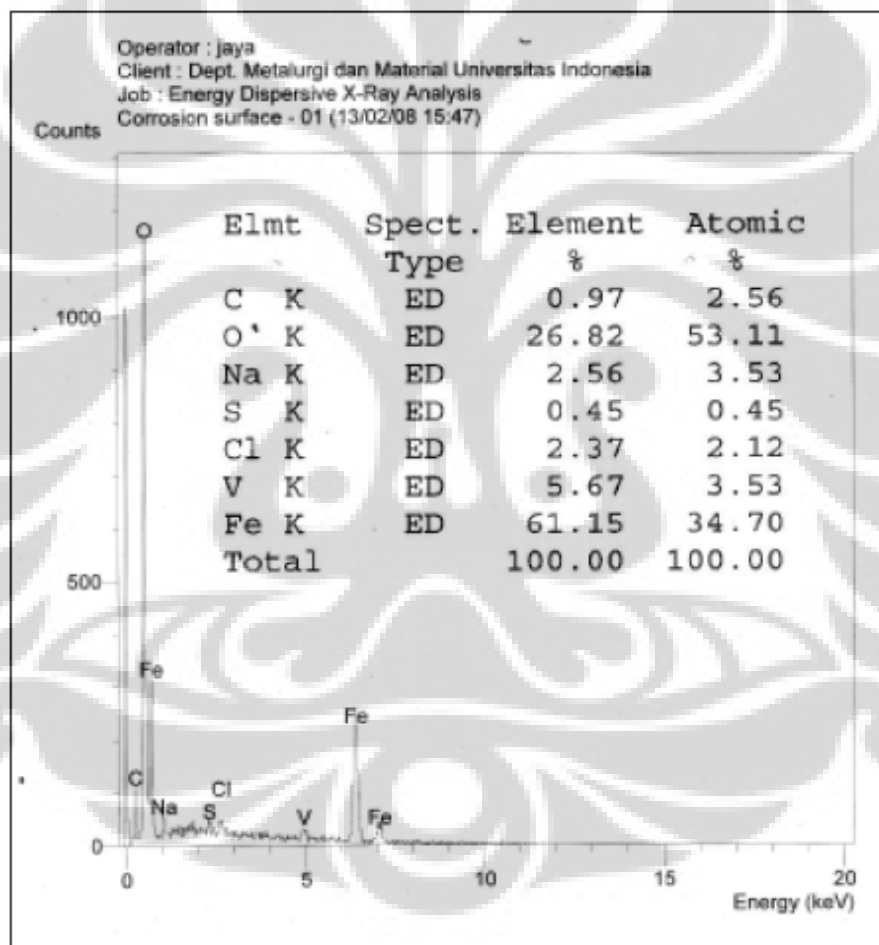 Operator : jaya
Client : Dept. Metalurgi dan Material Universitas Indonesia
Job : Energy Dispersive X-Ray Analysis
Corrosion surface - 01 (13/02/08 15:47)
Counts
O
Elmt Spect. Element Atomic
Type % %
C K ED 0.97 2.56
1000
O' K ED 26.82 53.11
Na K ED 2.56 3.53
S K ED 0.45 0.45
Cl K ED 2.37 2.12
V K ED 5.67 3.53
Fe K ED 61.15 34.70
Total 100.00 100.00
500
Fe
Fe
C
Cl
Na
S
V
Fe
0
0 5 10 15 20
Energy (keV)